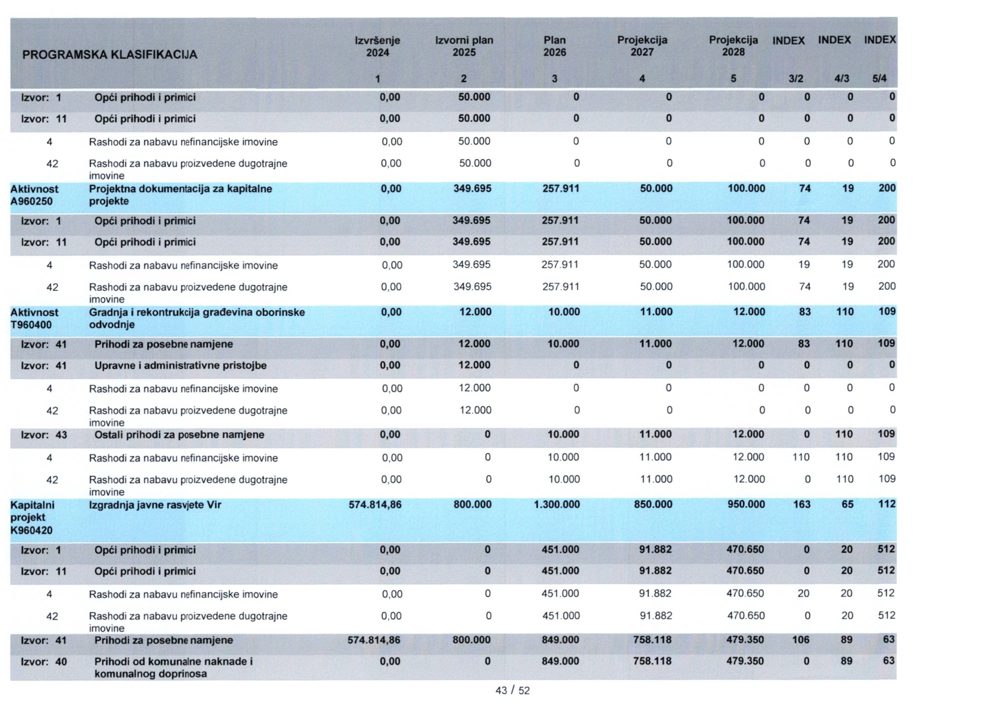 PROGRAMSKA KLASIFIKACIJA Izvršenje 2024 Izvorni plan 2025 Plan 2026 Projekcija 2027 Projekcija 2028 INDEX INDEX INDEX
1 2 3 4 5 3/2 4/3 5/4
Izvor: 1 Opći prihodi i primici 0,00 50.000 0 0 0 0 0 0
Izvor: 11 Opći prihodi i primici 0,00 50.000 0 0 0 0 0 0
4 Rashodi za nabavu nefinancijske imovine 0,00 50.000 0 0 0 0 0 0
42 Rashodi za nabavu proizvedene dugotrajne 0,00 50.000 0 0 0 0 0 0
imovine
Aktivnost Projektna dokumentacija za kapitalne 0,00 349.695 257.911 50.000 100.000 74 19 200
A960250 projekte
Izvor: 1 Opći prihodi i primici 0,00 349.695 257.911 50.000 100.000 74 19 200
Izvor: 11 Opći prihodi i primici 0,00 349.695 257.911 50.000 100.000 74 19 200
4 Rashodi za nabavu nefinancijske imovine 0,00 349.695 257.911 50.000 100.000 19 19 200
42 Rashodi za nabavu proizvedene dugotrajne 0,00 349.695 257.911 50.000 100.000 74 19 200
imovine
Aktivnost Gradnja i rekontrukcija građevina oborinske 0,00 12.000 10.000 11.000 12.000 83 110 109
T960400 odvodnje
Izvor: 41 Prihodi za posebne namjene 0,00 12.000 10.000 11.000 12.000 83 110 109
Izvor: 41 Upravne i administrativne pristojbe 0,00 12.000 0 0 0 0 0 0
4 Rashodi za nabavu nefinancijske imovine 0,00 12.000 0 0 0 0 0 0
42 Rashodi za nabavu proizvedene dugotrajne 0,00 12.000 0 0 0 0 0 0
imovine
Izvor: 43 Ostali prihodi za posebne namjene 0,00 0 10.000 11.000 12.000 0 110 109
4 Rashodi za nabavu nefinancijske imovine 0,00 0 10.000 11.000 12.000 110 110 109
42 Rashodi za nabavu proizvedene dugotrajne 0,00 0 10.000 11.000 12.000 0 110 109
imovine
Kapitalni Izgradnja javne rasvjete Vir 574.814,86 800.000 1.300.000 850.000 950.000 163 65 112
projekt
K960420
Izvor: 1 Opći prihodi i primici 0,00 0 451.000 91.882 470.650 0 20 512
Izvor: 11 Opći prihodi i primici 0,00 0 451.000 91.882 470.650 0 20 512
4 Rashodi za nabavu nefinancijske imovine 0,00 0 451.000 91.882 470.650 20 20 512
42 Rashodi za nabavu proizvedene dugotrajne 0,00 0 451.000 91.882 470.650 0 20 512
imovine
Izvor: 41 Prihodi za posebne namjene 574.814,86 800.000 849.000 758.118 479.350 106 89 63
Izvor: 40 Prihodi od komunalne naknade i 0,00 0 849.000 758.118 479.350 0 89 63
komunalnog doprinosa
43 / 52